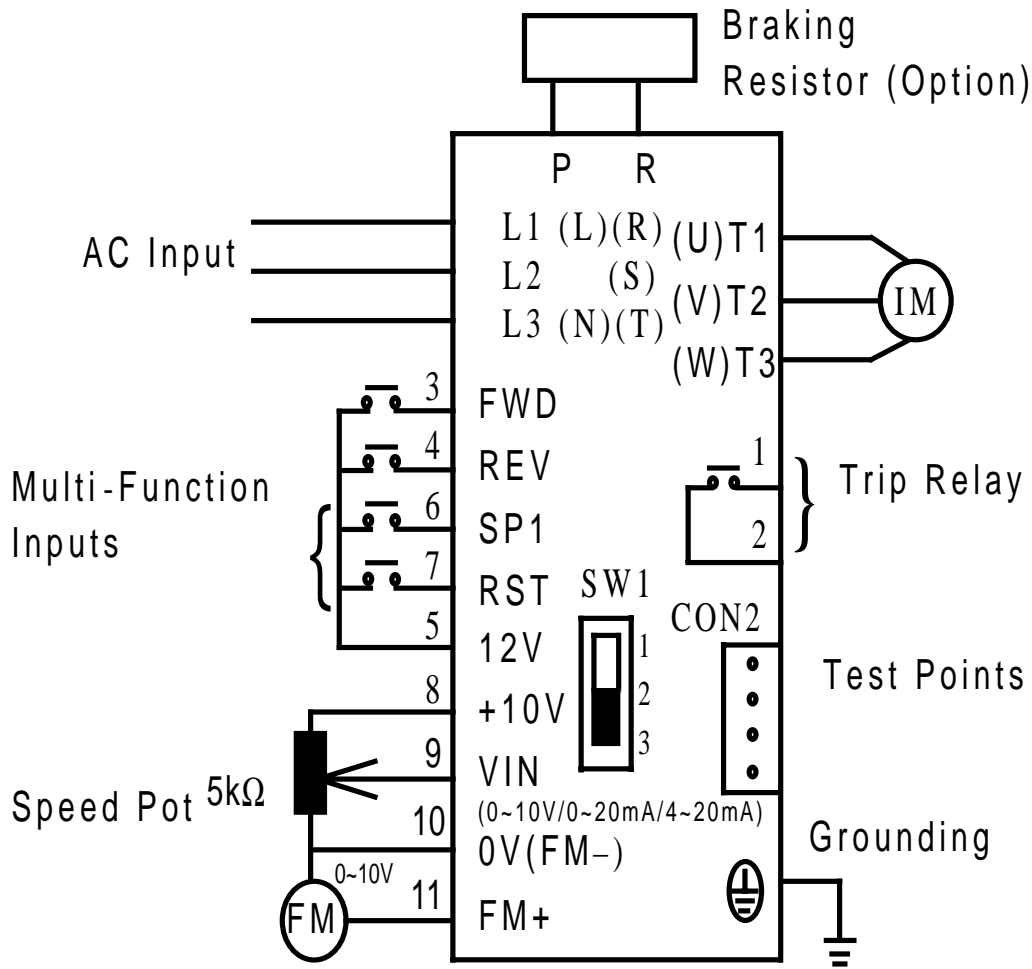 Braking
Resistor (Option)
P R
AC Input
L1 (L)(R)
L2 (S)
L3 (N)(T)
(U)T1
(V)T2
(W)T3
IM
Multi-Function
Inputs
3 FWD
4 REV
6 SP1
7 RST
5 12V
1
2
Trip Relay
SW1
1
2
3
CON2
Test Points
Speed Pot 5kΩ
8 +10V
9 VIN
(0~10V/0~20mA/4~20mA)
10 0V(FM−)
0~10V
FM
11 FM+
Grounding